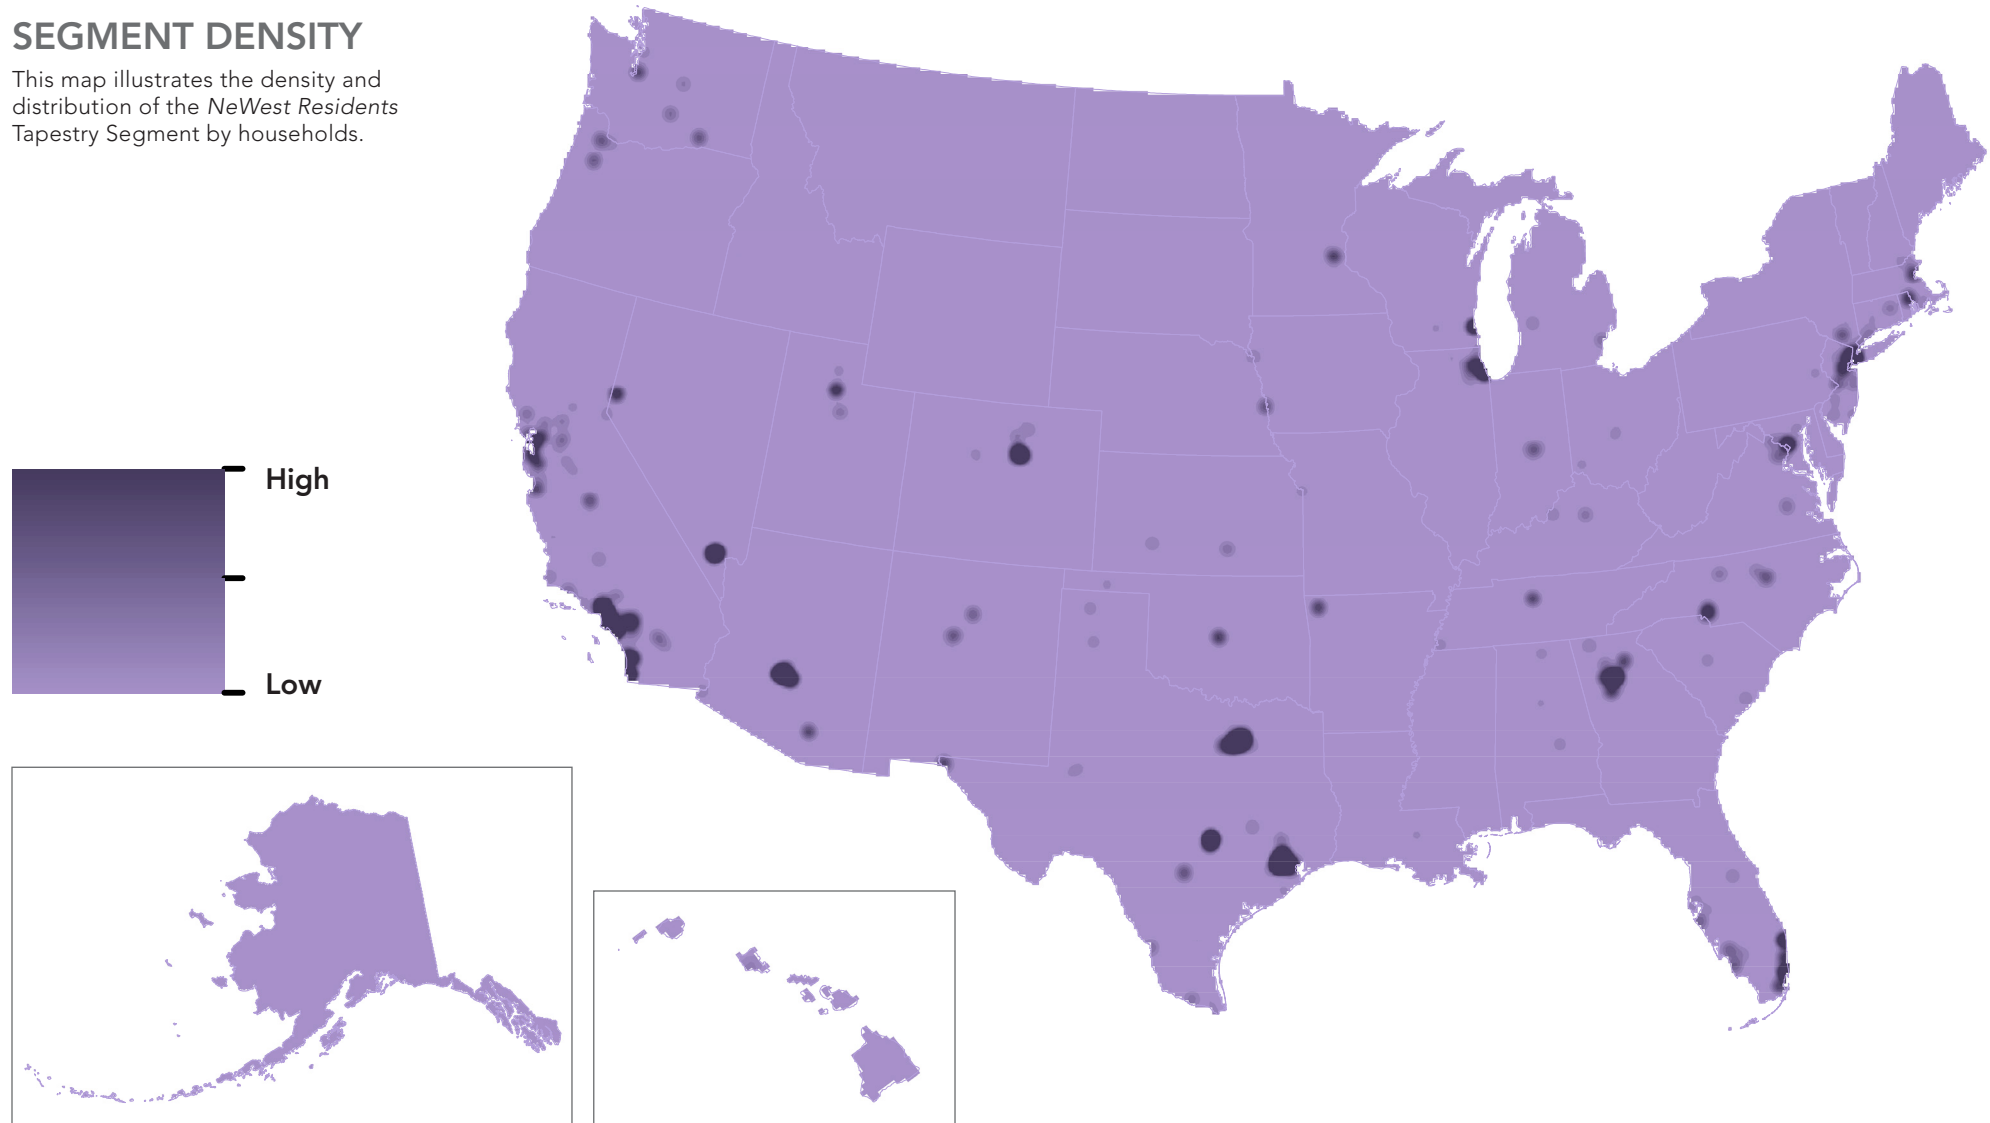 SEGMENT DENSITY
This map illustrates the density and
distribution of the NeWest Residents
Tapestry Segment by households.
High
Low